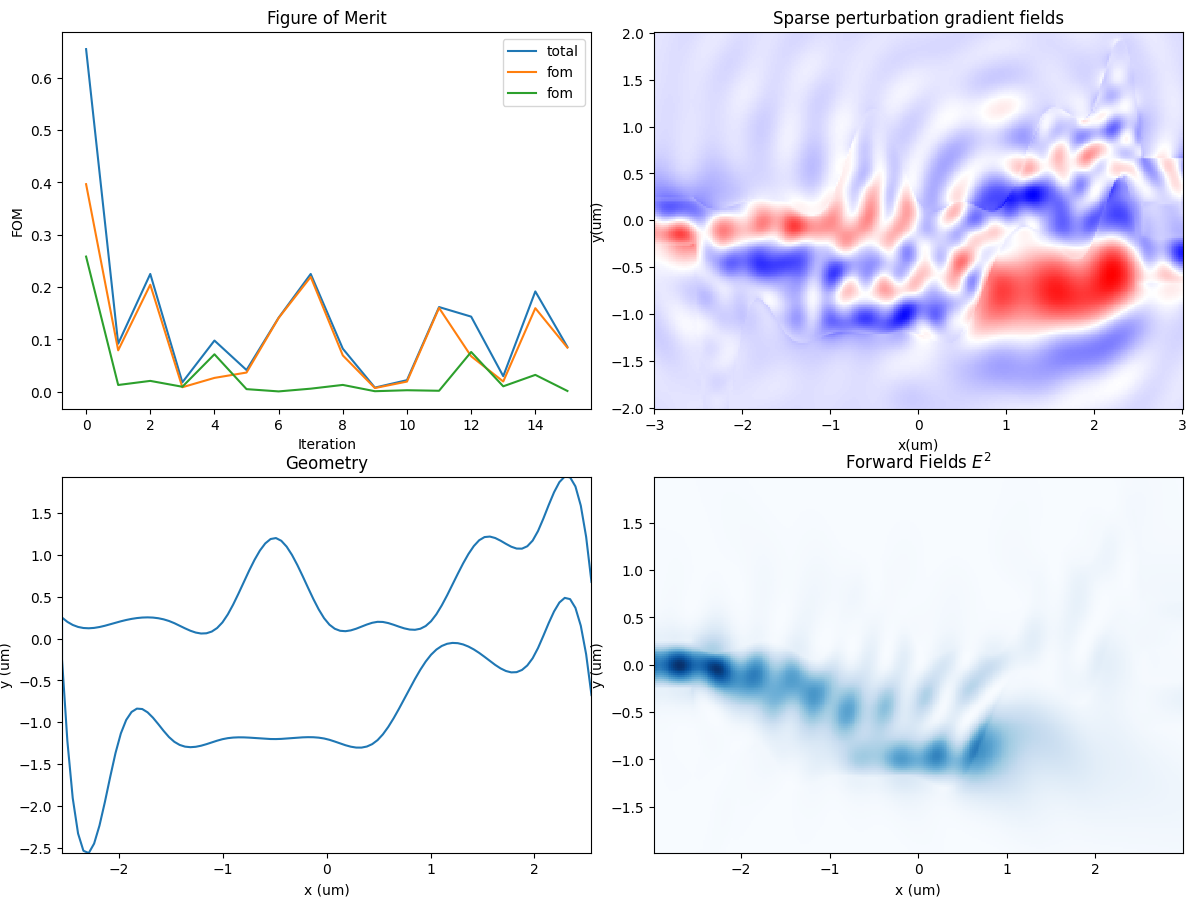 Figure of Merit
FOM
0.6
0.5
0.4
0.3
0.2
0.1
0.0
total
fom
fom
0 2 4 6 8 10 12 14
Iteration
Sparse perturbation gradient fields
y(um)
2.0
1.5
1.0
0.5
0.0
−0.5
−1.0
−1.5
−2.0
−3 −2 −1 0 1 2 3
x(um)
Geometry
y (um)
1.5
1.0
0.5
0.0
−0.5
−1.0
−1.5
−2.0
−2.5
−2 −1 0 1 2
x (um)
Forward Fields E²
y (um)
1.5
1.0
0.5
0.0
−0.5
−1.0
−1.5
−2 −1 0 1 2
x (um)